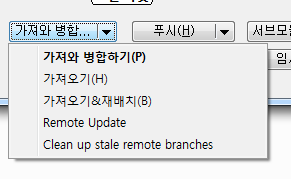 가져와 병합... 푸시(H) 서브모듈
가져와 병합하기(P)
가져오기(H)
가져오기&재배치(B)
Remote Update
Clean up stale remote branches